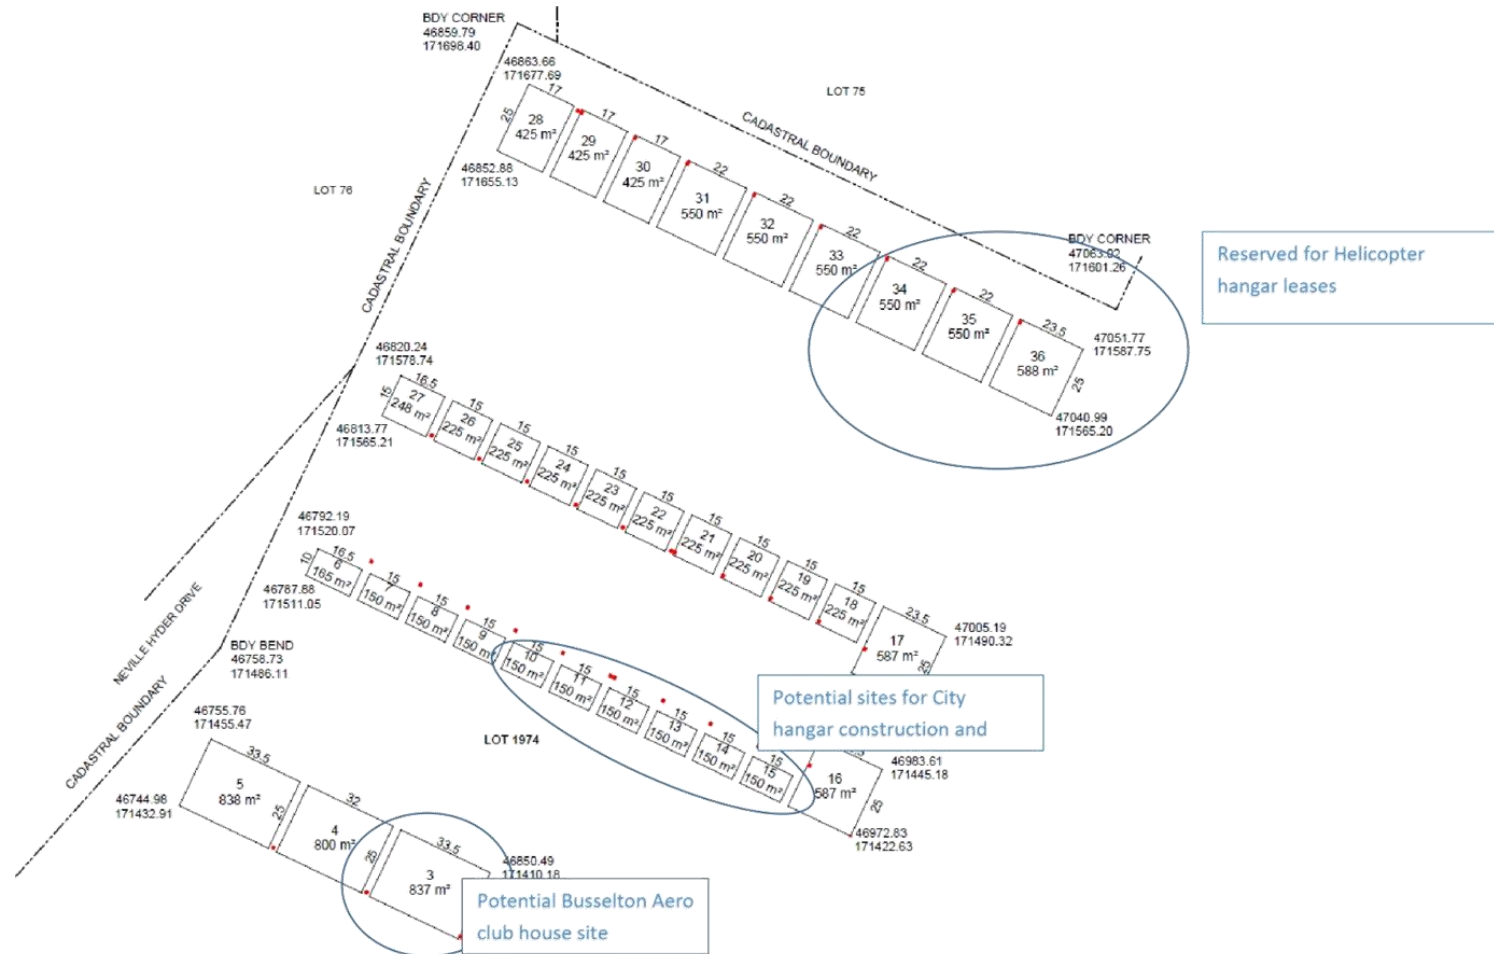 BDY CORNER
46859.79
171698.40
46863.66
171677.69
17
25
28
425 m²
17
29
425 m²
17
30
425 m²
22
31
550 m²
22
32
550 m²
22
33
550 m²
22
34
550 m²
22
35
550 m²
23.5
36
588 m²
25
46852.88
171655.13
LOT 75
CADASTRAL BOUNDARY
LOT 76
CADASTRAL BOUNDARY
BDY CORNER
47063.02
171601.26
Reserved for Helicopter
hangar leases
47051.77
171587.75
47040.99
171565.20
46820.24
171578.74
16.5
15
27
248 m²
15
26
225 m²
15
25
225 m²
15
24
225 m²
15
23
225 m²
15
22
225 m²
15
21
225 m²
15
20
225 m²
15
19
225 m²
15
18
225 m²
23.5
17
587 m²
25
46813.77
171565.21
47005.19
171490.32
46792.19
171520.07
16.5
10
6
165 m²
15
7
150 m²
15
8
150 m²
15
9
150 m²
15
10
150 m²
15
11
150 m²
15
12
150 m²
15
13
150 m²
15
14
150 m²
15
15
150 m²
16
587 m²
25
46787.88
171511.05
Potential sites for City
hangar construction and
46983.61
171445.18
46972.83
171422.63
NEVILLE HYDER DRIVE
BDY BEND
46758.73
171486.11
CADASTRAL BOUNDARY
LOT 1974
46755.76
171455.47
33.5
5
838 m²
25
32
4
800 m²
25
33.5
3
837 m²
46744.98
171432.91
46850.49
171410.18
Potential Busselton Aero
club house site